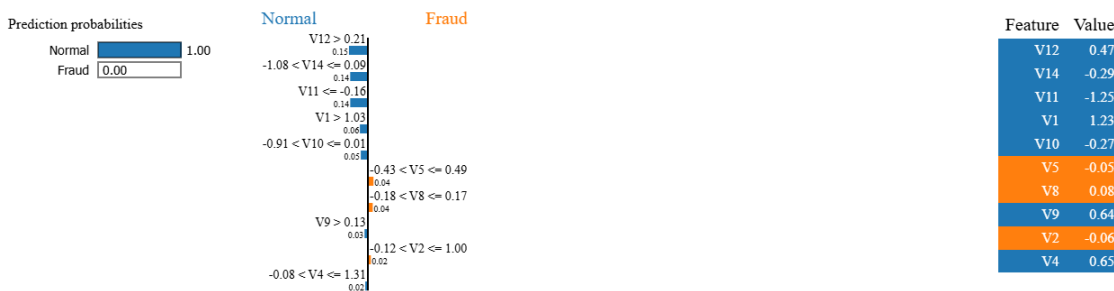 Prediction probabilities
Normal 1.00
Fraud 0.00
Normal Fraud
V12 > 0.21
0.15
-1.08 < V14 <= 0.09
0.14
V11 <= -0.16
0.14
V1 > 1.03
0.06
-0.91 < V10 <= 0.01
0.05
-0.43 < V5 <= 0.49
0.04
-0.18 < V8 <= 0.17
0.04
V9 > 0.13
0.03
-0.12 < V2 <= 1.00
0.02
-0.08 < V4 <= 1.31
0.02
Feature Value
V12 0.47
V14 -0.29
V11 -1.25
V1 1.23
V10 -0.27
V5 -0.05
V8 0.08
V9 0.64
V2 -0.06
V4 0.65